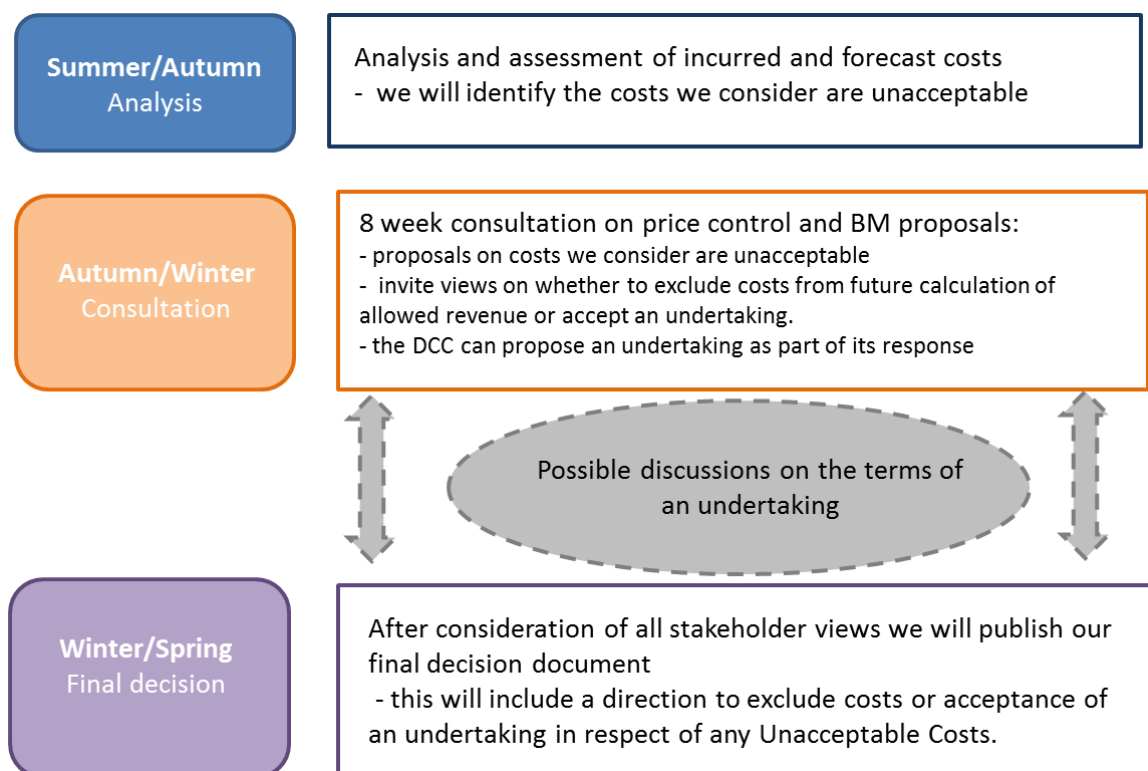 Summer/Autumn
Analysis
Analysis and assessment of incurred and forecast costs
- we will identify the costs we consider are unacceptable
Autumn/Winter
Consultation
8 week consultation on price control and BM proposals:
- proposals on costs we consider are unacceptable
- invite views on whether to exclude costs from future calculation of
allowed revenue or accept an undertaking.
- the DCC can propose an undertaking as part of its response
Possible discussions on the terms of
an undertaking
Winter/Spring
Final decision
After consideration of all stakeholder views we will publish our
final decision document
- this will include a direction to exclude costs or acceptance of
an undertaking in respect of any Unacceptable Costs.